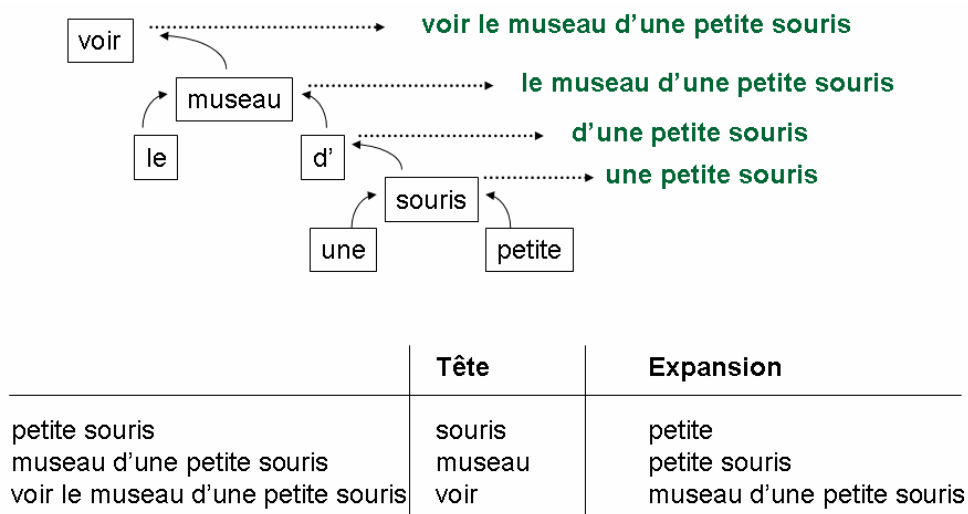 voir
voir le museau d'une petite souris
museau
le museau d'une petite souris
le
d'
d'une petite souris
souris
une petite souris
une
petite
Tête Expansion
petite souris souris petite
museau d'une petite souris museau petite souris
voir le museau d'une petite souris voir museau d'une petite souris